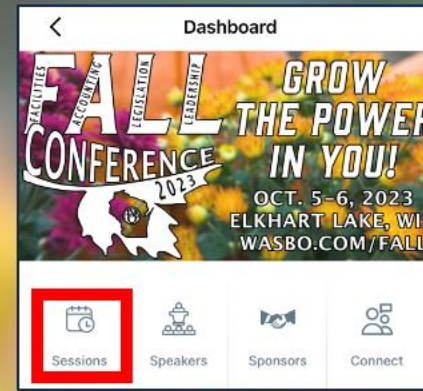 Dashboard
FALL
FACILITIES
ACCOUNTING
LEGISLATION
LEADERSHIP
CONFERENCE
2023
GROW
THE POWER
IN YOU!
OCT. 5-6, 2023
ELKHART LAKE, WI
WASBO.COM/FALL
Sessions
Speakers
Sponsors
Connect